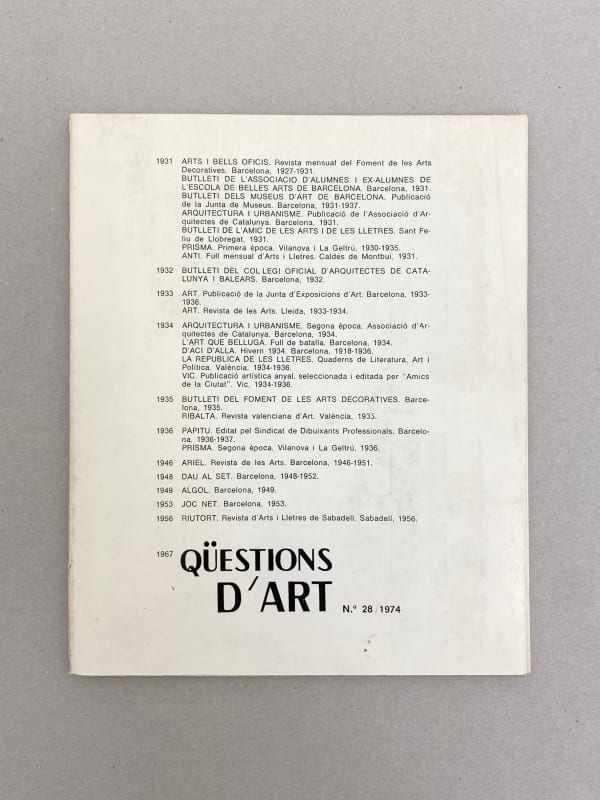 1931 ARTS I BELLS OFICIS. Revista mensual del Foment de les Arts
Decoratives. Barcelona, 1927-1931.
BUTLLETI DE L'ASSOCIACIO D'ALUMNES I EX-ALUMNES DE
L'ESCOLA DE BELLES ARTS DE BARCELONA. Barcelona, 1931.
BUTLLETI DELS MUSEUS D'ART DE BARCELONA. Publicació
de la Junta de Museus. Barcelona, 1931-1937.
ARQUITECTURA I URBANISME. Publicació de l'Associació d'Ar-
quitectes de Catalunya. Barcelona, 1931.
BUTLLETI DE L'AMIC DE LES ARTS I DE LES LLETRES. Sant Fe-
liu de Llobregat, 1931.
PRISMA. Primera època. Vilanova i La Geltrú, 1930-1935.
ANTI. Full mensual d'Arts i Lletres. Caldes de Montbui, 1931.
1932 BUTLLETI DEL COL LEGI OFICIAL D'ARQUITECTES DE CATA-
LUNYA I BALEARS. Barcelona, 1932.
1933 ART. Publicació de la Junta d'Exposicions d'Art. Barcelona, 1933-
1936.
ART. Revista de les Arts. Lleida, 1933-1934.
1934 ARQUITECTURA I URBANISME. Segona època. Associació d'Ar-
quitectes de Catalunya. Barcelona, 1934.
L'ART QUE BELLUGA. Full de batalla. Barcelona, 1934.
D'ACI D'ALLA. Hivern 1934. Barcelona, 1918-1936.
LA REPUBLICA DE LES LLETRES. Quaderns de Literatura, Art i
Política. València, 1934-1936.
VIC. Publicació artística anyal, seleccionada i editada per "Amics
de la Ciutat". Vic, 1934-1936.
1935 BUTLLETI DEL FOMENT DE LES ARTS DECORATIVES. Barce-
lona, 1935.
RIBALTA. Revista valenciana d'Art. València, 1935.
1936 PAPITU. Editat pel Sindicat de Dibuixants Professionals. Barcelo-
na, 1936-1937.
PRISMA. Segona època. Vilanova i La Geltrú, 1936.
1946 ARIEL. Revista de les Arts. Barcelona, 1946-1951.
1948 DAU AL SET. Barcelona, 1948-1952.
1949 ALGOL. Barcelona, 1949.
1953 JOC NET. Barcelona, 1953.
1956 RIUTORT. Revista d'Arts i Lletres de Sabadell. Sabadell, 1956.
1967 QÜESTIONS
D'ART N.º 28/1974